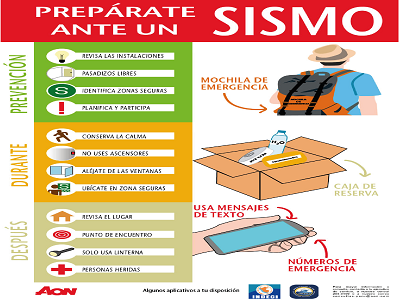 PREPÁRATE
ANTE UN
SISMO
PREVENCIÓN
REVISA LAS INSTALACIONES
PASADIZOS LIBRES
IDENTIFICA ZONAS SEGURAS
PLANIFICA Y PARTICIPA
MOCHILA DE
EMERGENCIA
DURANTE
CONSERVA LA CALMA
NO USES ASCENSORES
ALÉJATE DE LAS VENTANAS
UBÍCATE EN ZONA SEGURAS
H2O
CAJA DE
RESERVA
DESPUÉS
REVISA EL LUGAR
PUNTO DE ENCUENTRO
SOLO USA LINTERNA
PERSONAS HERIDAS
USA MENSAJES
DE TEXTO
NÚMEROS DE
EMERGENCIA
AON
Algunos aplicativos a tu disposición
INDECI